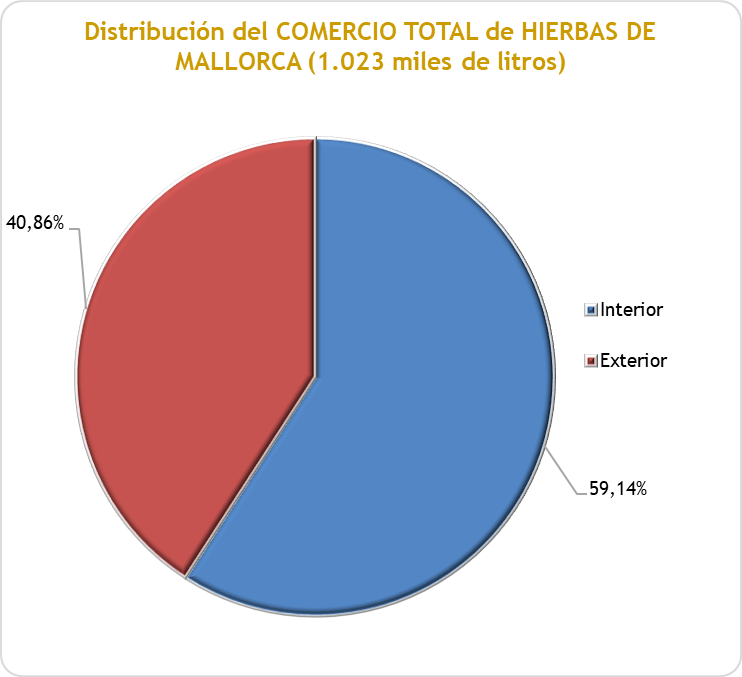 Distribución del COMERCIO TOTAL de HIERBAS DE
MALLORCA (1.023 miles de litros)
40,86%
Interior
Exterior
59,14%